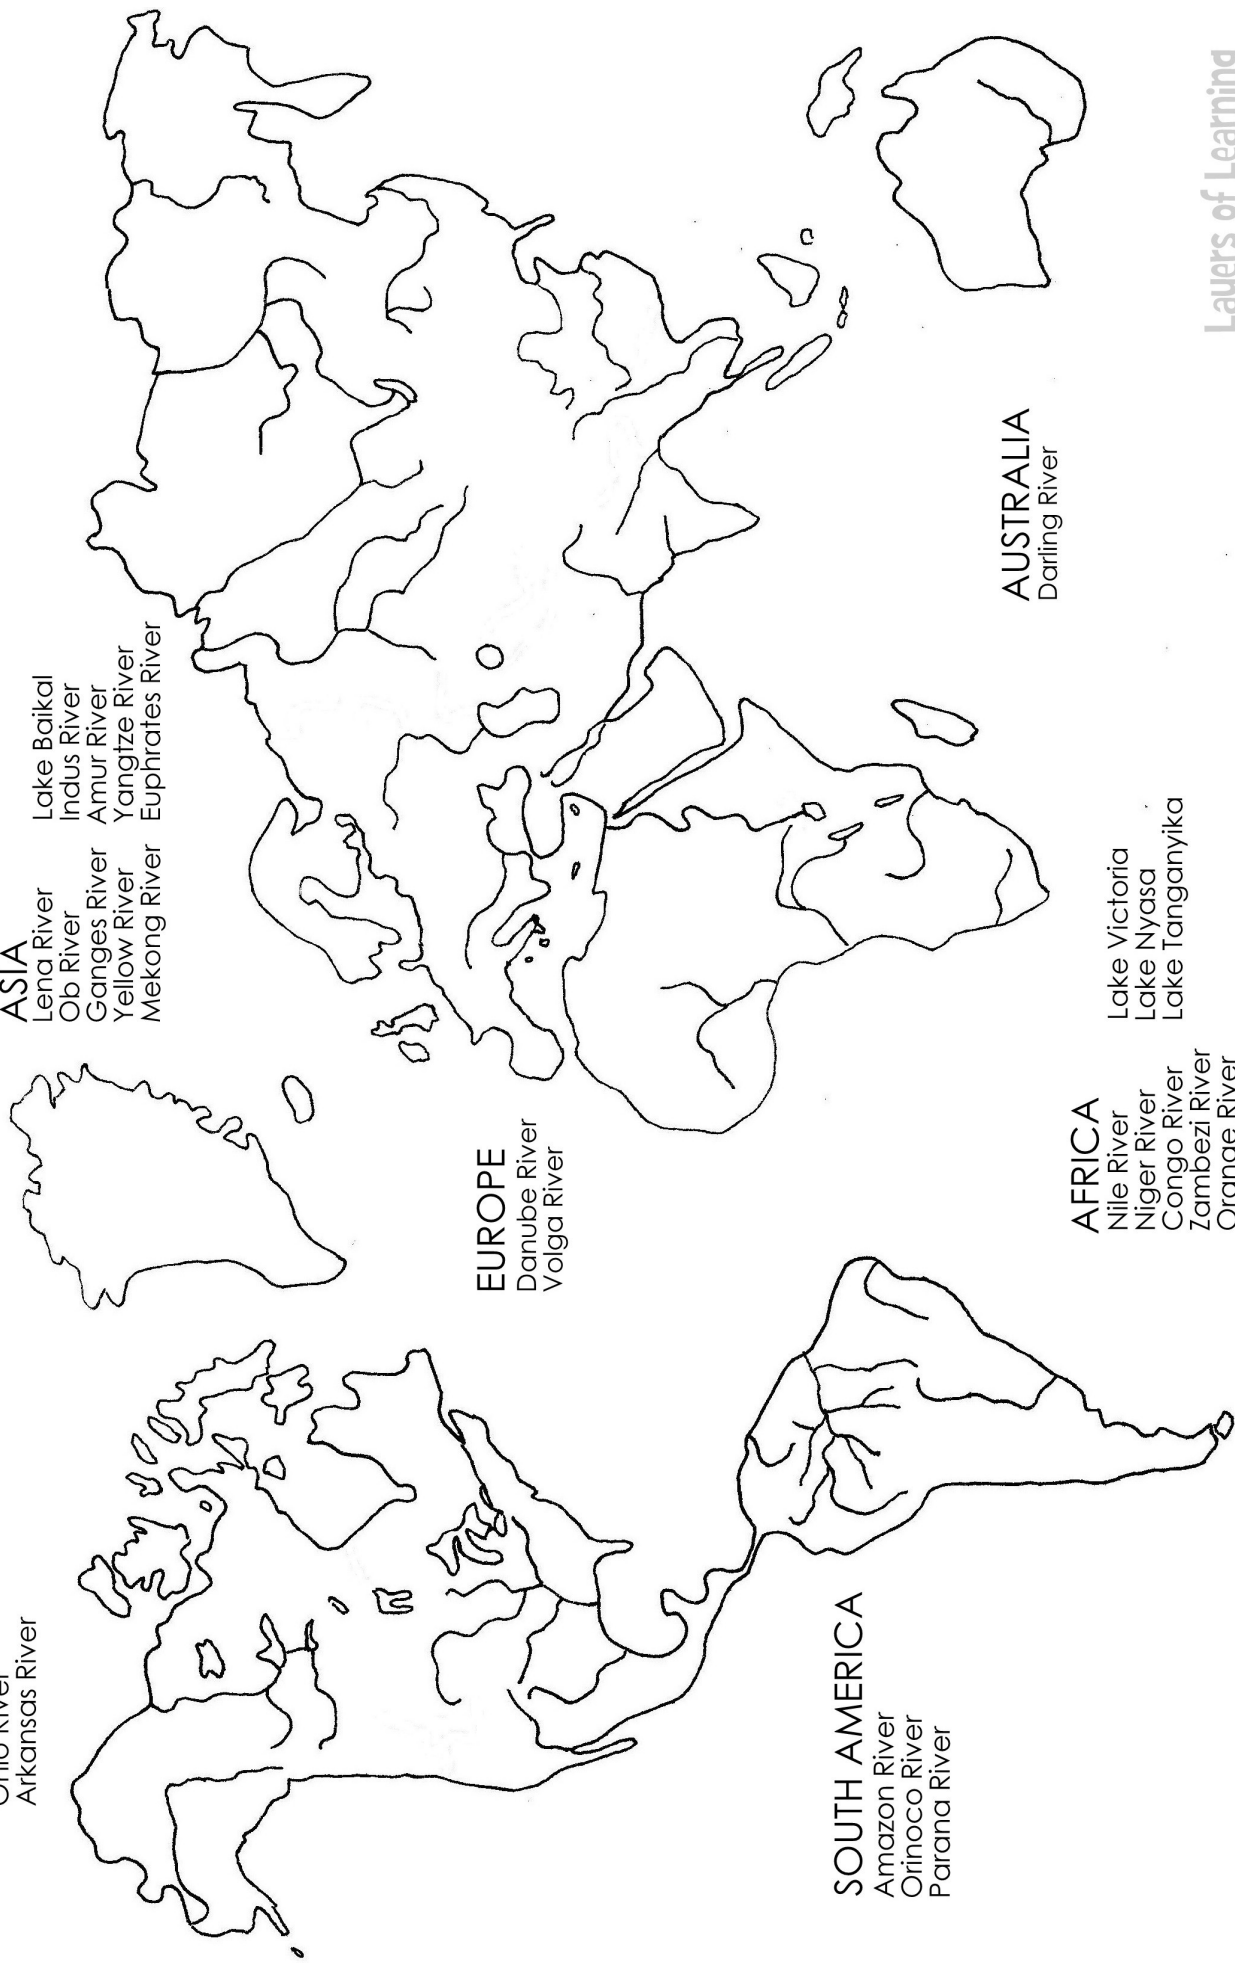 Ohio River
Arkansas River
ASIA
Lena River
Ob River
Ganges River
Yellow River
Mekong River
Lake Baikal
Indus River
Amur River
Yangtze River
Euphrates River
EUROPE
Danube River
Volga River
SOUTH AMERICA
Amazon River
Orinoco River
Parana River
AFRICA
Nile River
Niger River
Congo River
Zambezi River
Orange River
Lake Victoria
Lake Nyasa
Lake Tanganyika
AUSTRALIA
Darling River
Layers of Learning